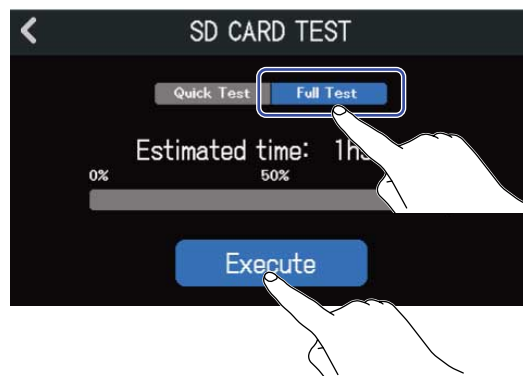 SD CARD TEST
Quick Test Full Test
Estimated time:
0% 50%
Execute